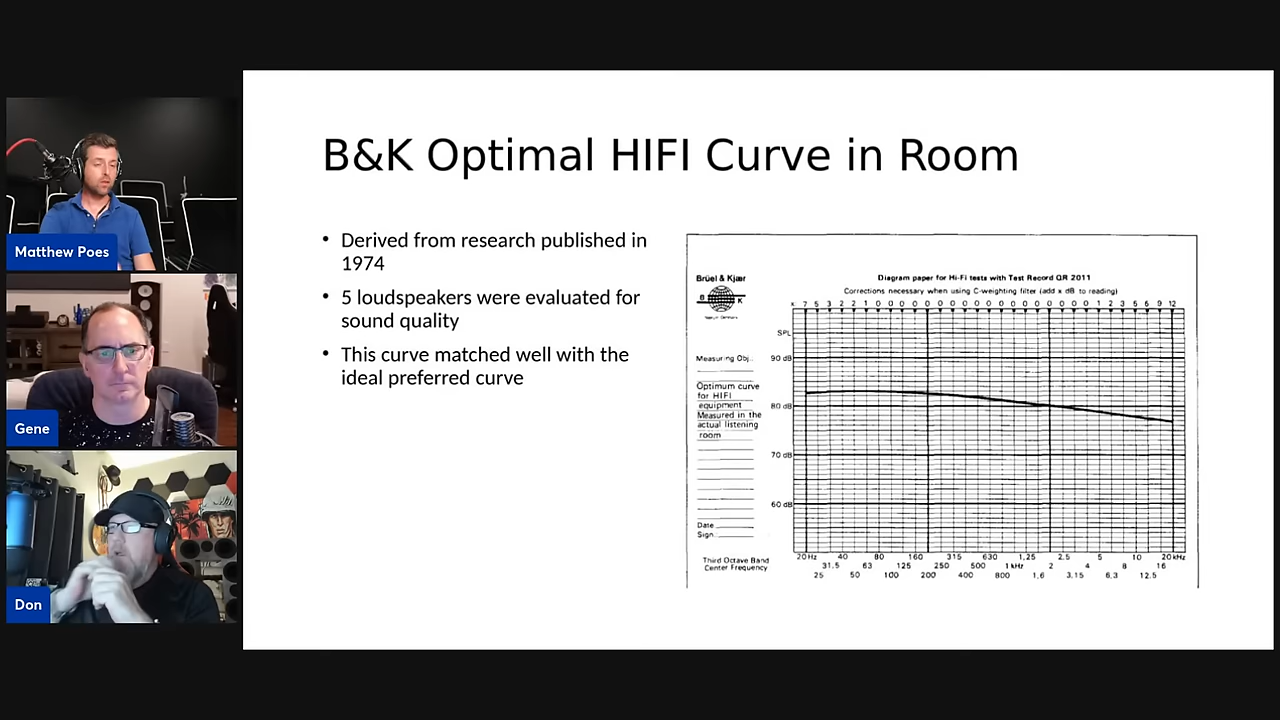 B&K Optimal HIFI Curve in Room
• Derived from research published in
1974
• 5 loudspeakers were evaluated for
sound quality
• This curve matched well with the
ideal preferred curve
Matthew Poes
Gene
Don
Brüel & Kjær
B K
Diagram paper for Hi-Fi tests with Test Record QR 2011
Corrections necessary when using C-weighting filter (add x dB to reading)
7 5 3 2 2 1 0 0 0 0 0 0 0 0 0 0 0 0 0 0 0 0 1 2 3 5 6 9 12
SPL
Measuring Obj.:
90 dB
Optimum curve
for HIFI
equipment
Measured in the
actual listening
room
80 dB
70 dB
60 dB
Date
Sign.:
Third Octave Band
Center Frequency
20 Hz 40 80 160 315 630 1,25 2.5 5 10 20 kHz
31.5 63 125 250 500 1 kHz 2 4 8 16
25 50 100 200 400 800 1,6 3,15 6,3 12.5